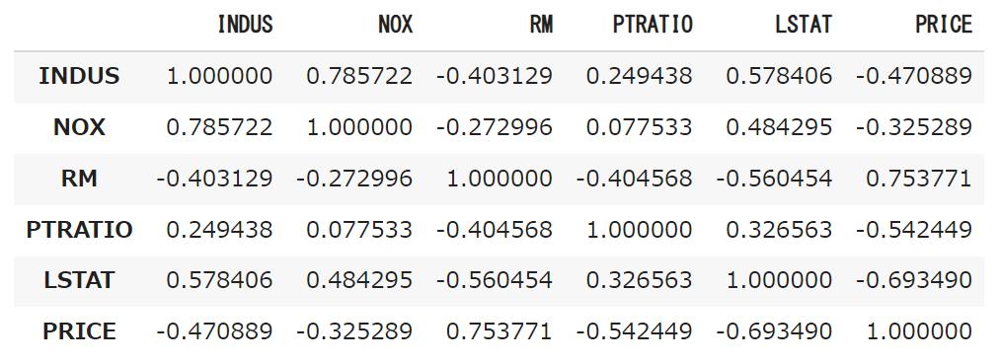 INDUS NOX RM PTRATIO LSTAT PRICE
INDUS 1.000000 0.785722 -0.403129 0.249438 0.578406 -0.470889
NOX 0.785722 1.000000 -0.272996 0.077533 0.484295 -0.325289
RM -0.403129 -0.272996 1.000000 -0.404568 -0.560454 0.753771
PTRATIO 0.249438 0.077533 -0.404568 1.000000 0.326563 -0.542449
LSTAT 0.578406 0.484295 -0.560454 0.326563 1.000000 -0.693490
PRICE -0.470889 -0.325289 0.753771 -0.542449 -0.693490 1.000000